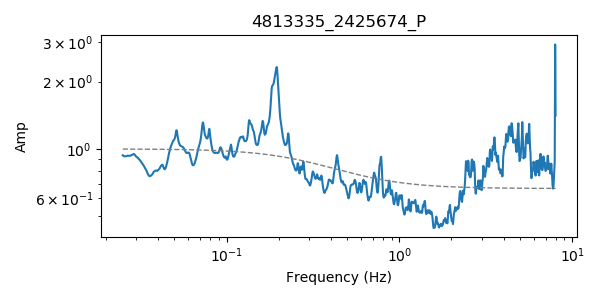 4813335_2425674_P
3 × 10⁰
2 × 10⁰
10⁰
6 × 10⁻¹
Amp
10⁻¹
10⁰
10¹
Frequency (Hz)